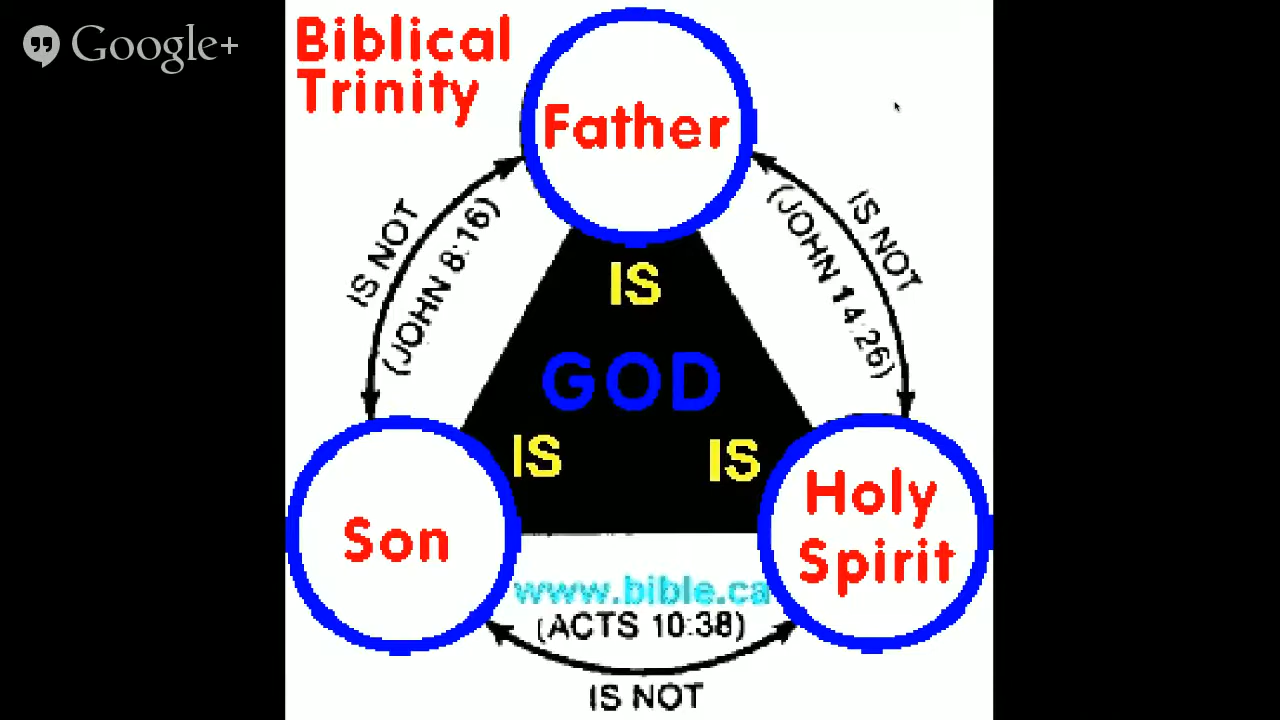 Google+
Biblical
Trinity
Father
IS NOT
(JOHN 8:16)
IS NOT
(JOHN 14:26)
IS
GOD
IS
IS
Son
Holy
Spirit
www.bible.ca
(ACTS 10:38)
IS NOT